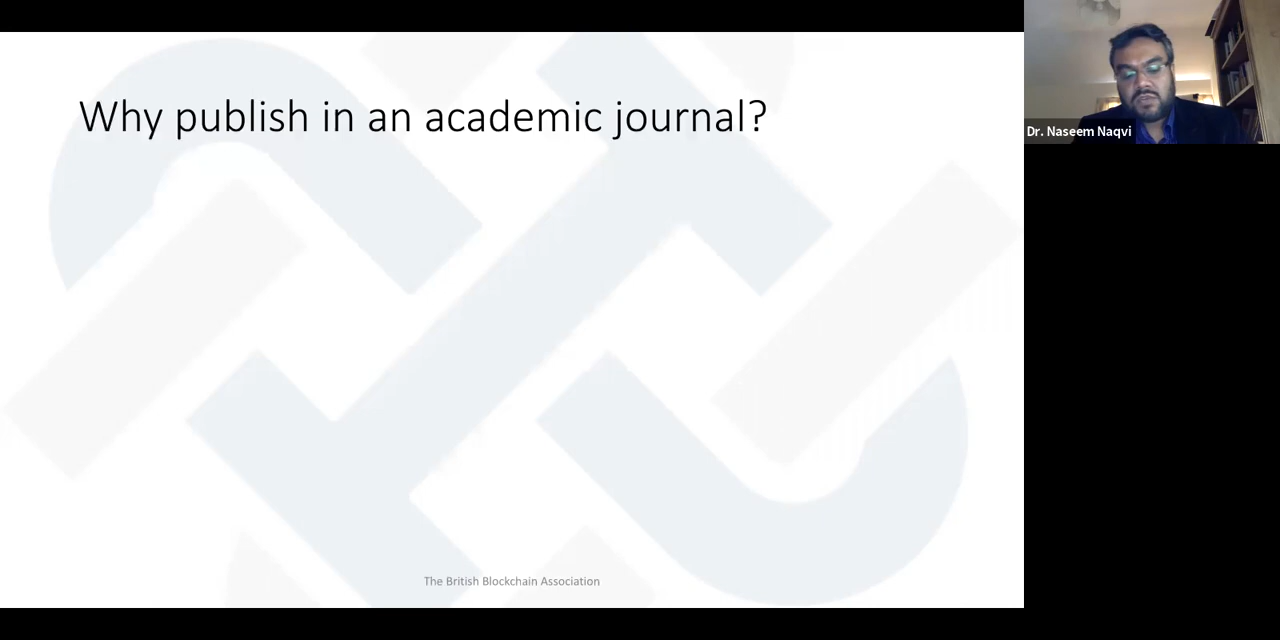 Why publish in an academic journal?
Dr. Naseem Naqvi
The British Blockchain Association